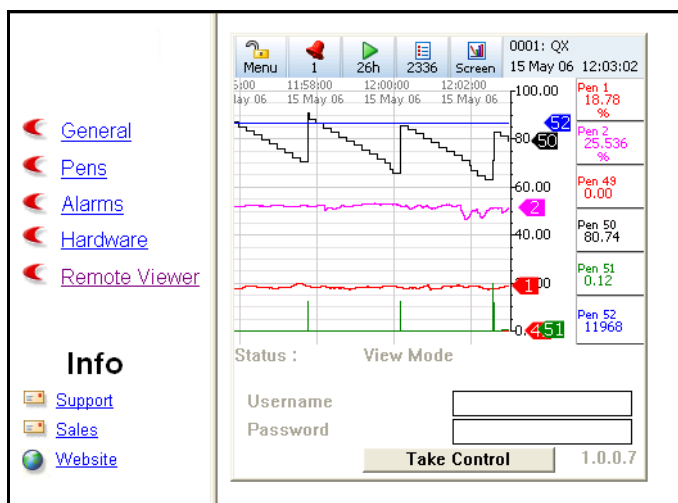 General
Pens
Alarms
Hardware
Remote Viewer
Info
Support
Sales
Website
Menu
1
26h
2336
Screen
0001: QX
15 May 06 12:03:02
11:58:00 12:00:00 12:02:00
15 May 06 15 May 06 15 May 06
100.00
80
60.00
40.00
52
50
2
1
51
Pen 1
18.78
%
Pen 2
25.536
%
Pen 49
0.00
Pen 50
80.74
Pen 51
0.12
Pen 52
11968
Status : View Mode
Username
Password
Take Control 1.0.0.7